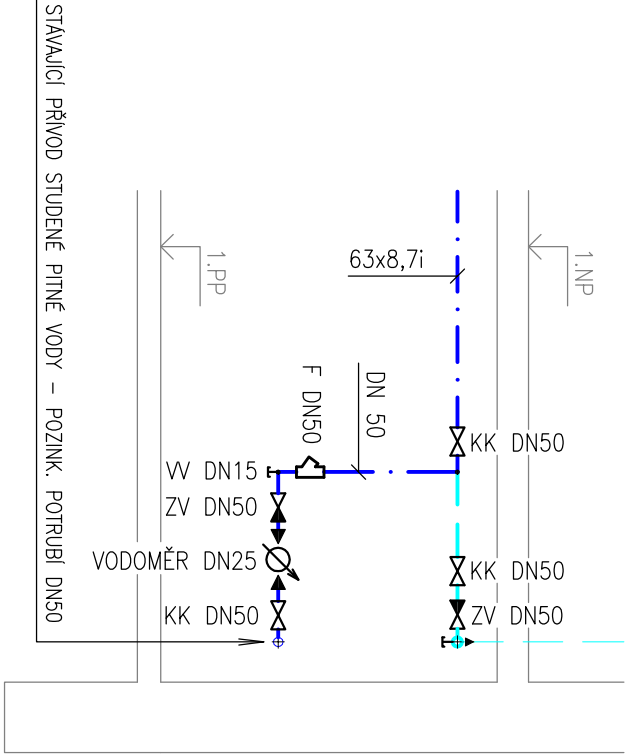 STÁVAJÍCÍ PŘÍVOD STUDENÉ PITNÉ VODY - POZINK. POTRUBÍ DN50
1.PP
1.NP
63x8,7i
DN 50
F DN50
KK DN50
VV DN15
ZV DN50
VODOMĚR DN25
KK DN50
KK DN50
ZV DN50